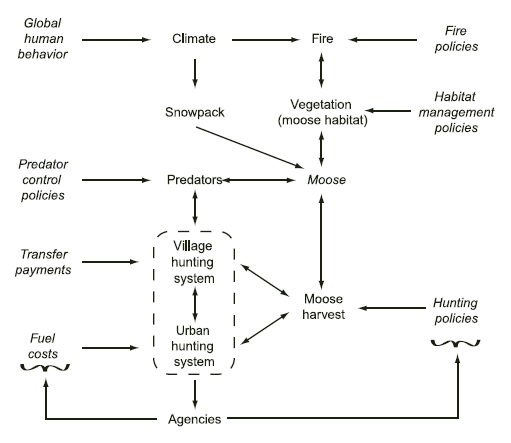 Global
human
behavior
Climate
Fire
Fire
policies
Snowpack
Vegetation
(moose habitat)
Habitat
management
policies
Predator
control
policies
Predators
Moose
Transfer
payments
Village
hunting
system
Moose
harvest
Hunting
policies
Fuel
costs
Urban
hunting
system
Agencies